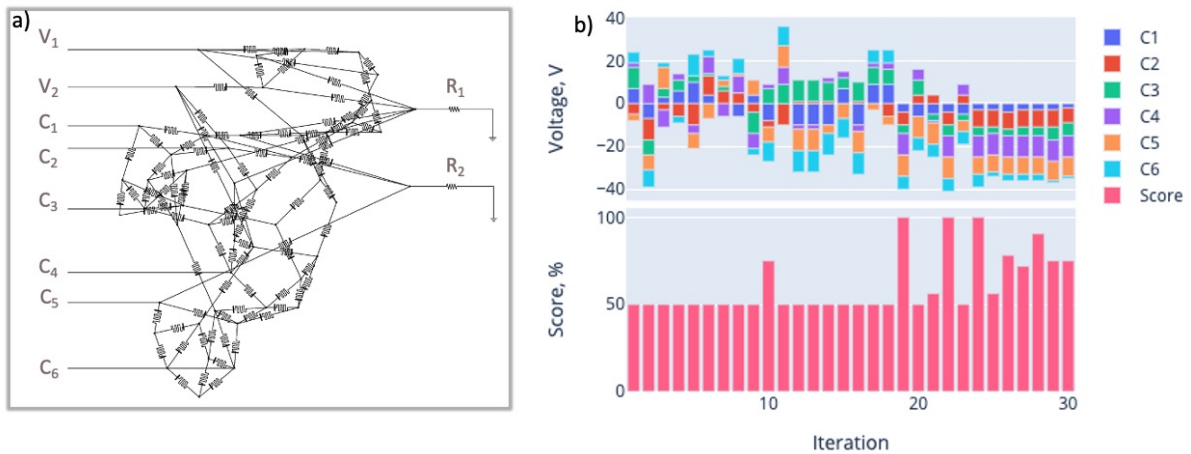 a)
V1
V2
C1
C2
C3
C4
C5
C6
R1
R2
b)
Voltage, V
40
20
0
−20
−40
Score, %
100
50
0
10
20
30
Iteration
C1
C2
C3
C4
C5
C6
Score